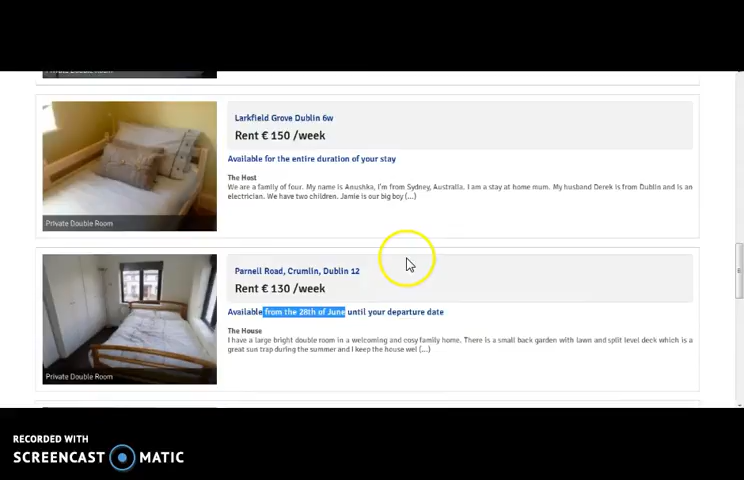 Private Double Room
Larkfield Grove Dublin 6w
Rent € 150 /week
Available for the entire duration of your stay
The Host
We are a family of four. My name is Anushka, I'm from Sydney, Australia. I am a stay at home mum. My husband Derek is from Dublin and is an
electrician. We have two children. Jamie is our big boy (...)
Private Double Room
Parnell Road, Crumlin, Dublin 12
Rent € 130 /week
Available from the 28th of June until your departure date
The House
I have a large bright double room in a welcoming and cosy family home. There is a small back garden with lawn and split level deck which is a
great sun trap during the summer and I keep the house wel (...)
Private Double Room
RECORDED WITH
SCREENCAST MATIC